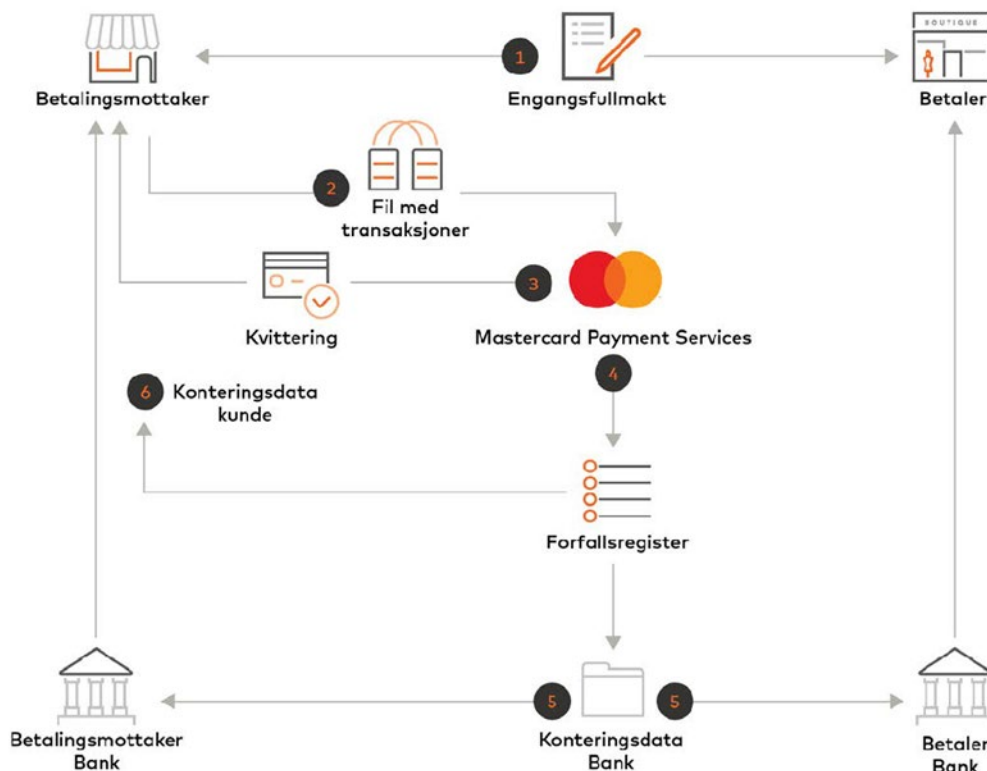 BOUTIQUE
1
Betalingsmottaker
Engangsfullmakt
Betaler
2
Fil med
transaksjoner
3
Kvittering
Mastercard Payment Services
4
6
Konteringsdata
kunde
Forfallsregister
5
5
Betalingsmottaker
Bank
Konteringsdata
Bank
Betaler
Bank